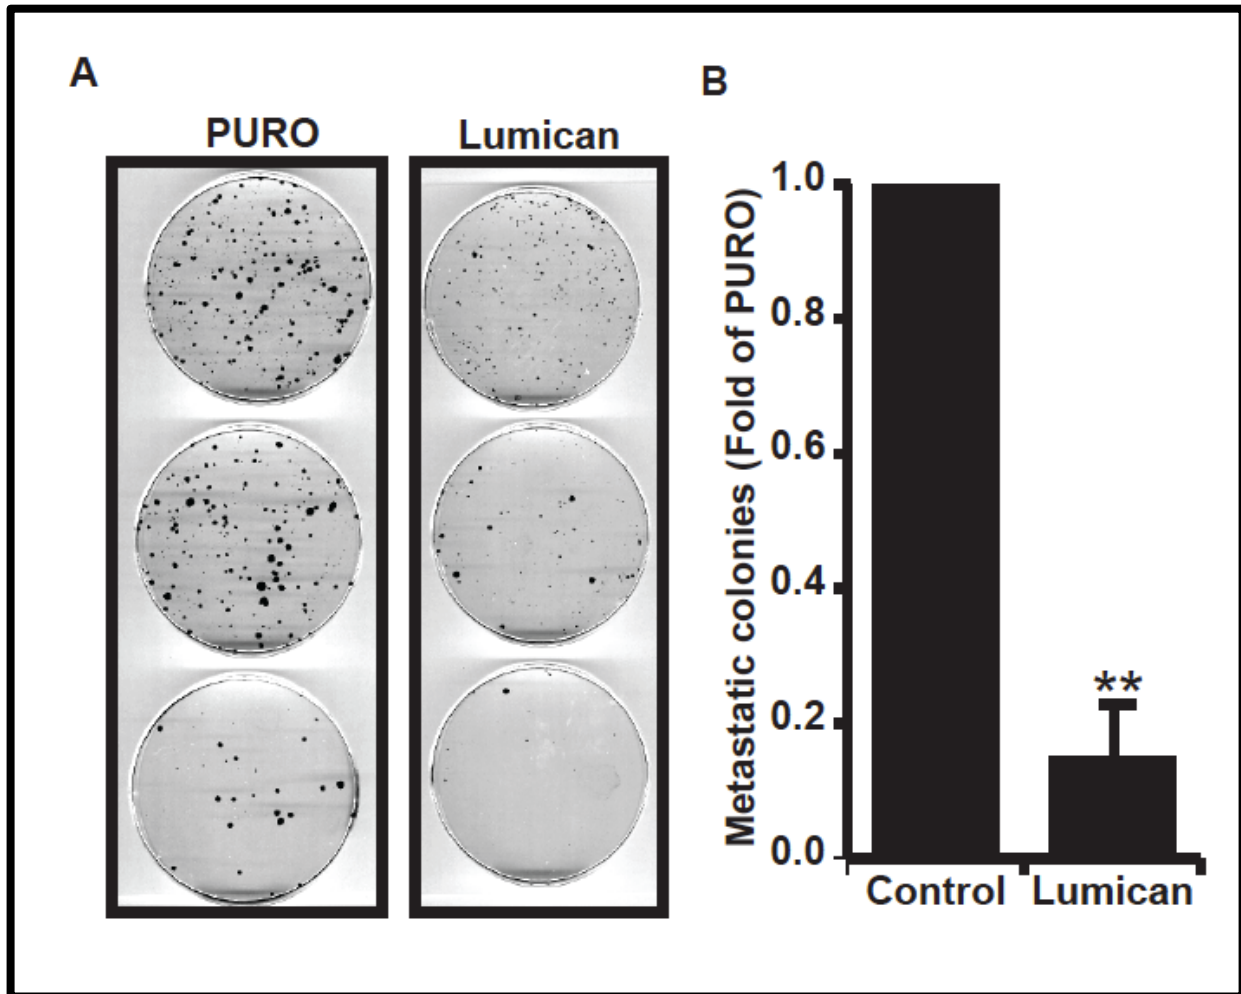 A
PURO
Lumican
B
Metastatic colonies (Fold of PURO)
1.0
0.8
0.6
0.4
0.2
0.0
**
Control
Lumican